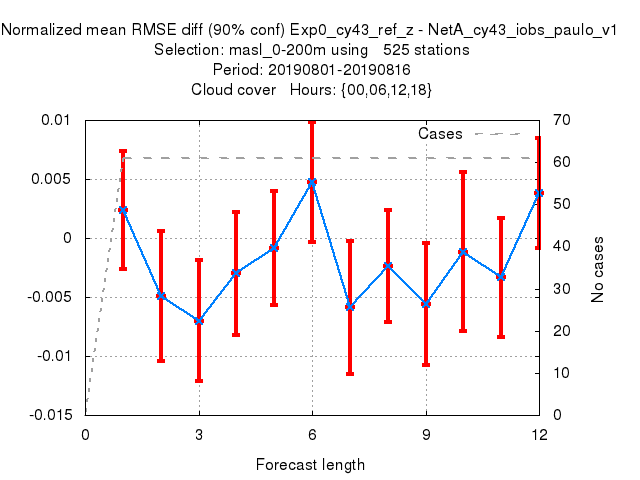 Normalized mean RMSE diff (90% conf) Exp0_cy43_ref_z - NetA_cy43_iobs_paulo_v1
Selection: masl_0-200m using 525 stations
Period: 20190801-20190816
Cloud cover Hours: {00,06,12,18}
0.01
0.005
0
-0.005
-0.01
-0.015
Cases
70
60
50
40
30
20
10
0
No cases
0 3 6 9 12
Forecast length